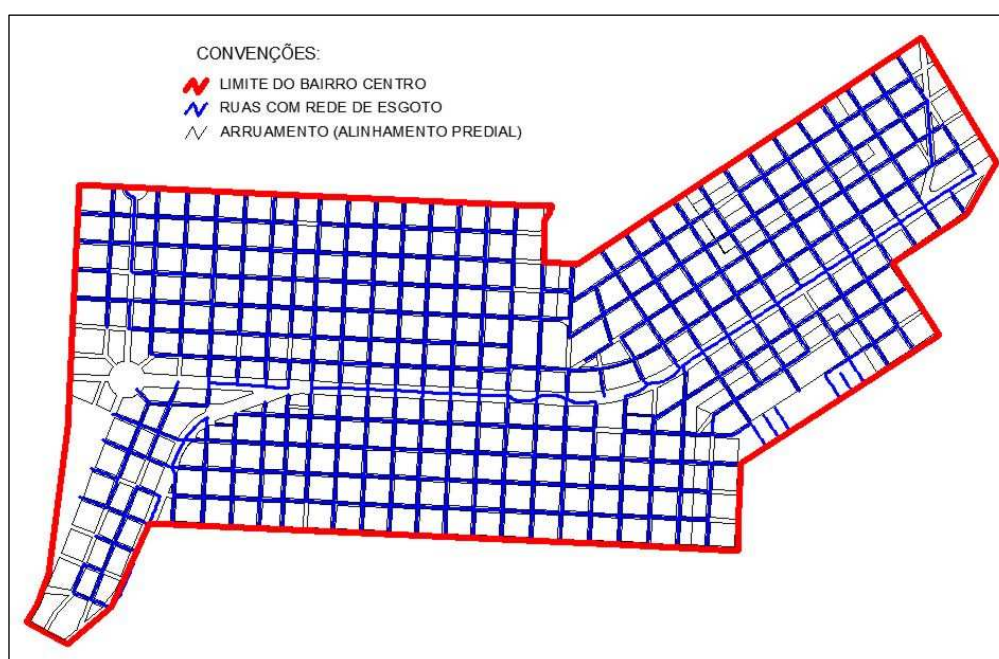 CONVENÇÕES:
LIMITE DO BAIRRO CENTRO
RUAS COM REDE DE ESGOTO
ARRUAMENTO (ALINHAMENTO PREDIAL)